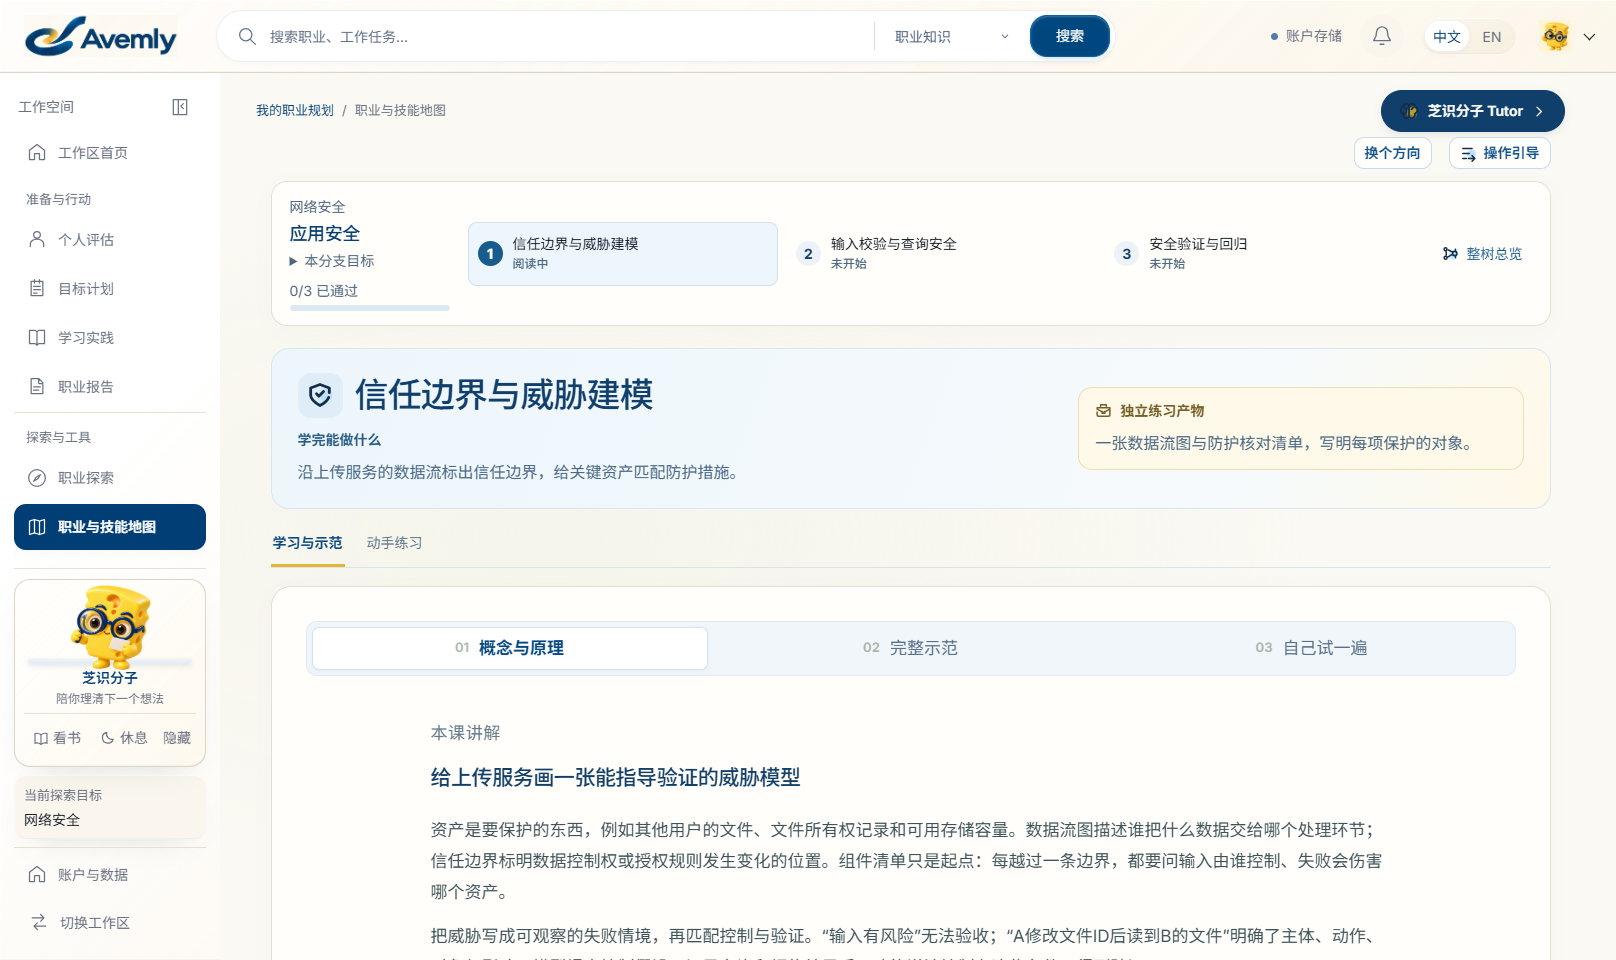 Avemly
搜索职业、工作任务...
职业知识
搜索
账户存储
中文
EN
工作空间
工作区首页
准备与行动
个人评估
目标计划
学习实践
职业报告
探索与工具
职业探索
职业与技能地图
芝识分子
陪你理清下一个想法
看书
休息
隐藏
当前探索目标
网络安全
账户与数据
切换工作区
我的职业规划 / 职业与技能地图
芝识分子 Tutor
换个方向
操作引导
网络安全
应用安全
本分支目标
0/3 已通过
1
信任边界与威胁建模
阅读中
2
输入校验与查询安全
未开始
3
安全验证与回归
未开始
整树总览
信任边界与威胁建模
学完能做什么
沿上传服务的数据流标出信任边界，给关键资产匹配防护措施。
独立练习产物
一张数据流图与防护核对清单，写明每项保护的对象。
学习与示范
动手练习
01 概念与原理
02 完整示范
03 自己试一遍
本课讲解
给上传服务画一张能指导验证的威胁模型
资产是要保护的东西，例如其他用户的文件、文件所有权记录和可用存储容量。数据流图描述谁把什么数据交给哪个处理环节；
信任边界标明数据控制权或授权规则发生变化的位置。组件清单只是起点：每越过一条边界，都要问输入由谁控制、失败会伤害
哪个资产。
把威胁写成可观察的失败情境，再匹配控制与验证。“输入有风险”无法验收；“A修改文件ID后读到B的文件”明确了主体、动作、